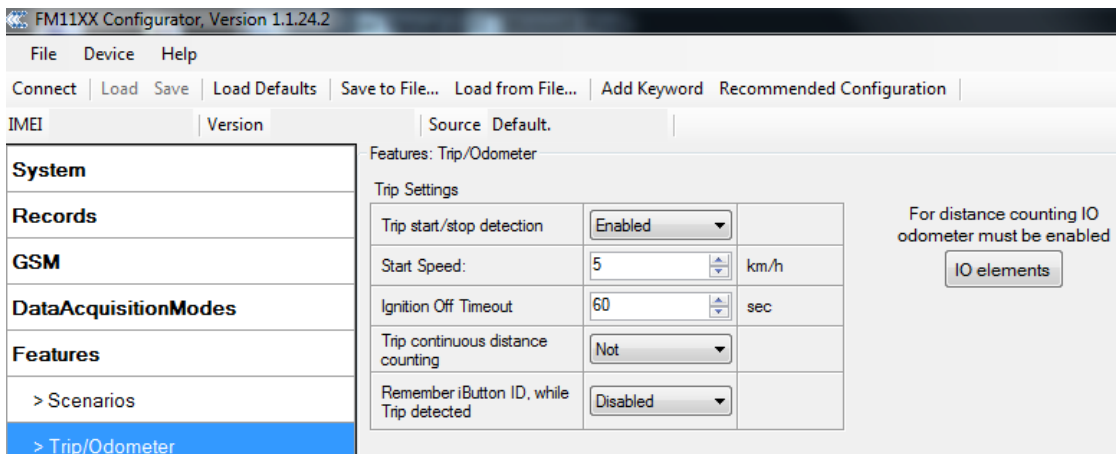 FM11XX Configurator, Version 1.1.24.2
File Device Help
Connect Load Save Load Defaults Save to File... Load from File... Add Keyword Recommended Configuration
IMEI Version Source Default.
System
Records
GSM
DataAcquisitionModes
Features
> Scenarios
> Trip/Odometer
Features: Trip/Odometer
Trip Settings
Trip start/stop detection Enabled
Start Speed: 5 km/h
Ignition Off Timeout 60 sec
Trip continuous distance
counting
Not
Remember iButton ID, while
Trip detected
Disabled
For distance counting IO
odometer must be enabled
IO elements